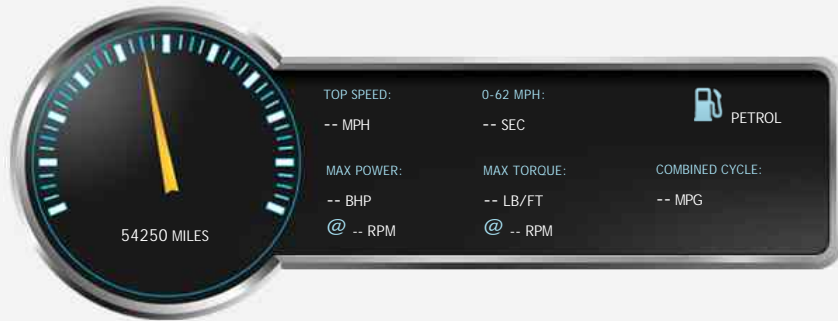 TOP SPEED:
-- MPH
0-62 MPH:
-- SEC
PETROL
MAX POWER:
-- BHP
@ -- RPM
MAX TORQUE:
-- LB/FT
@ -- RPM
COMBINED CYCLE:
-- MPG
54250 MILES